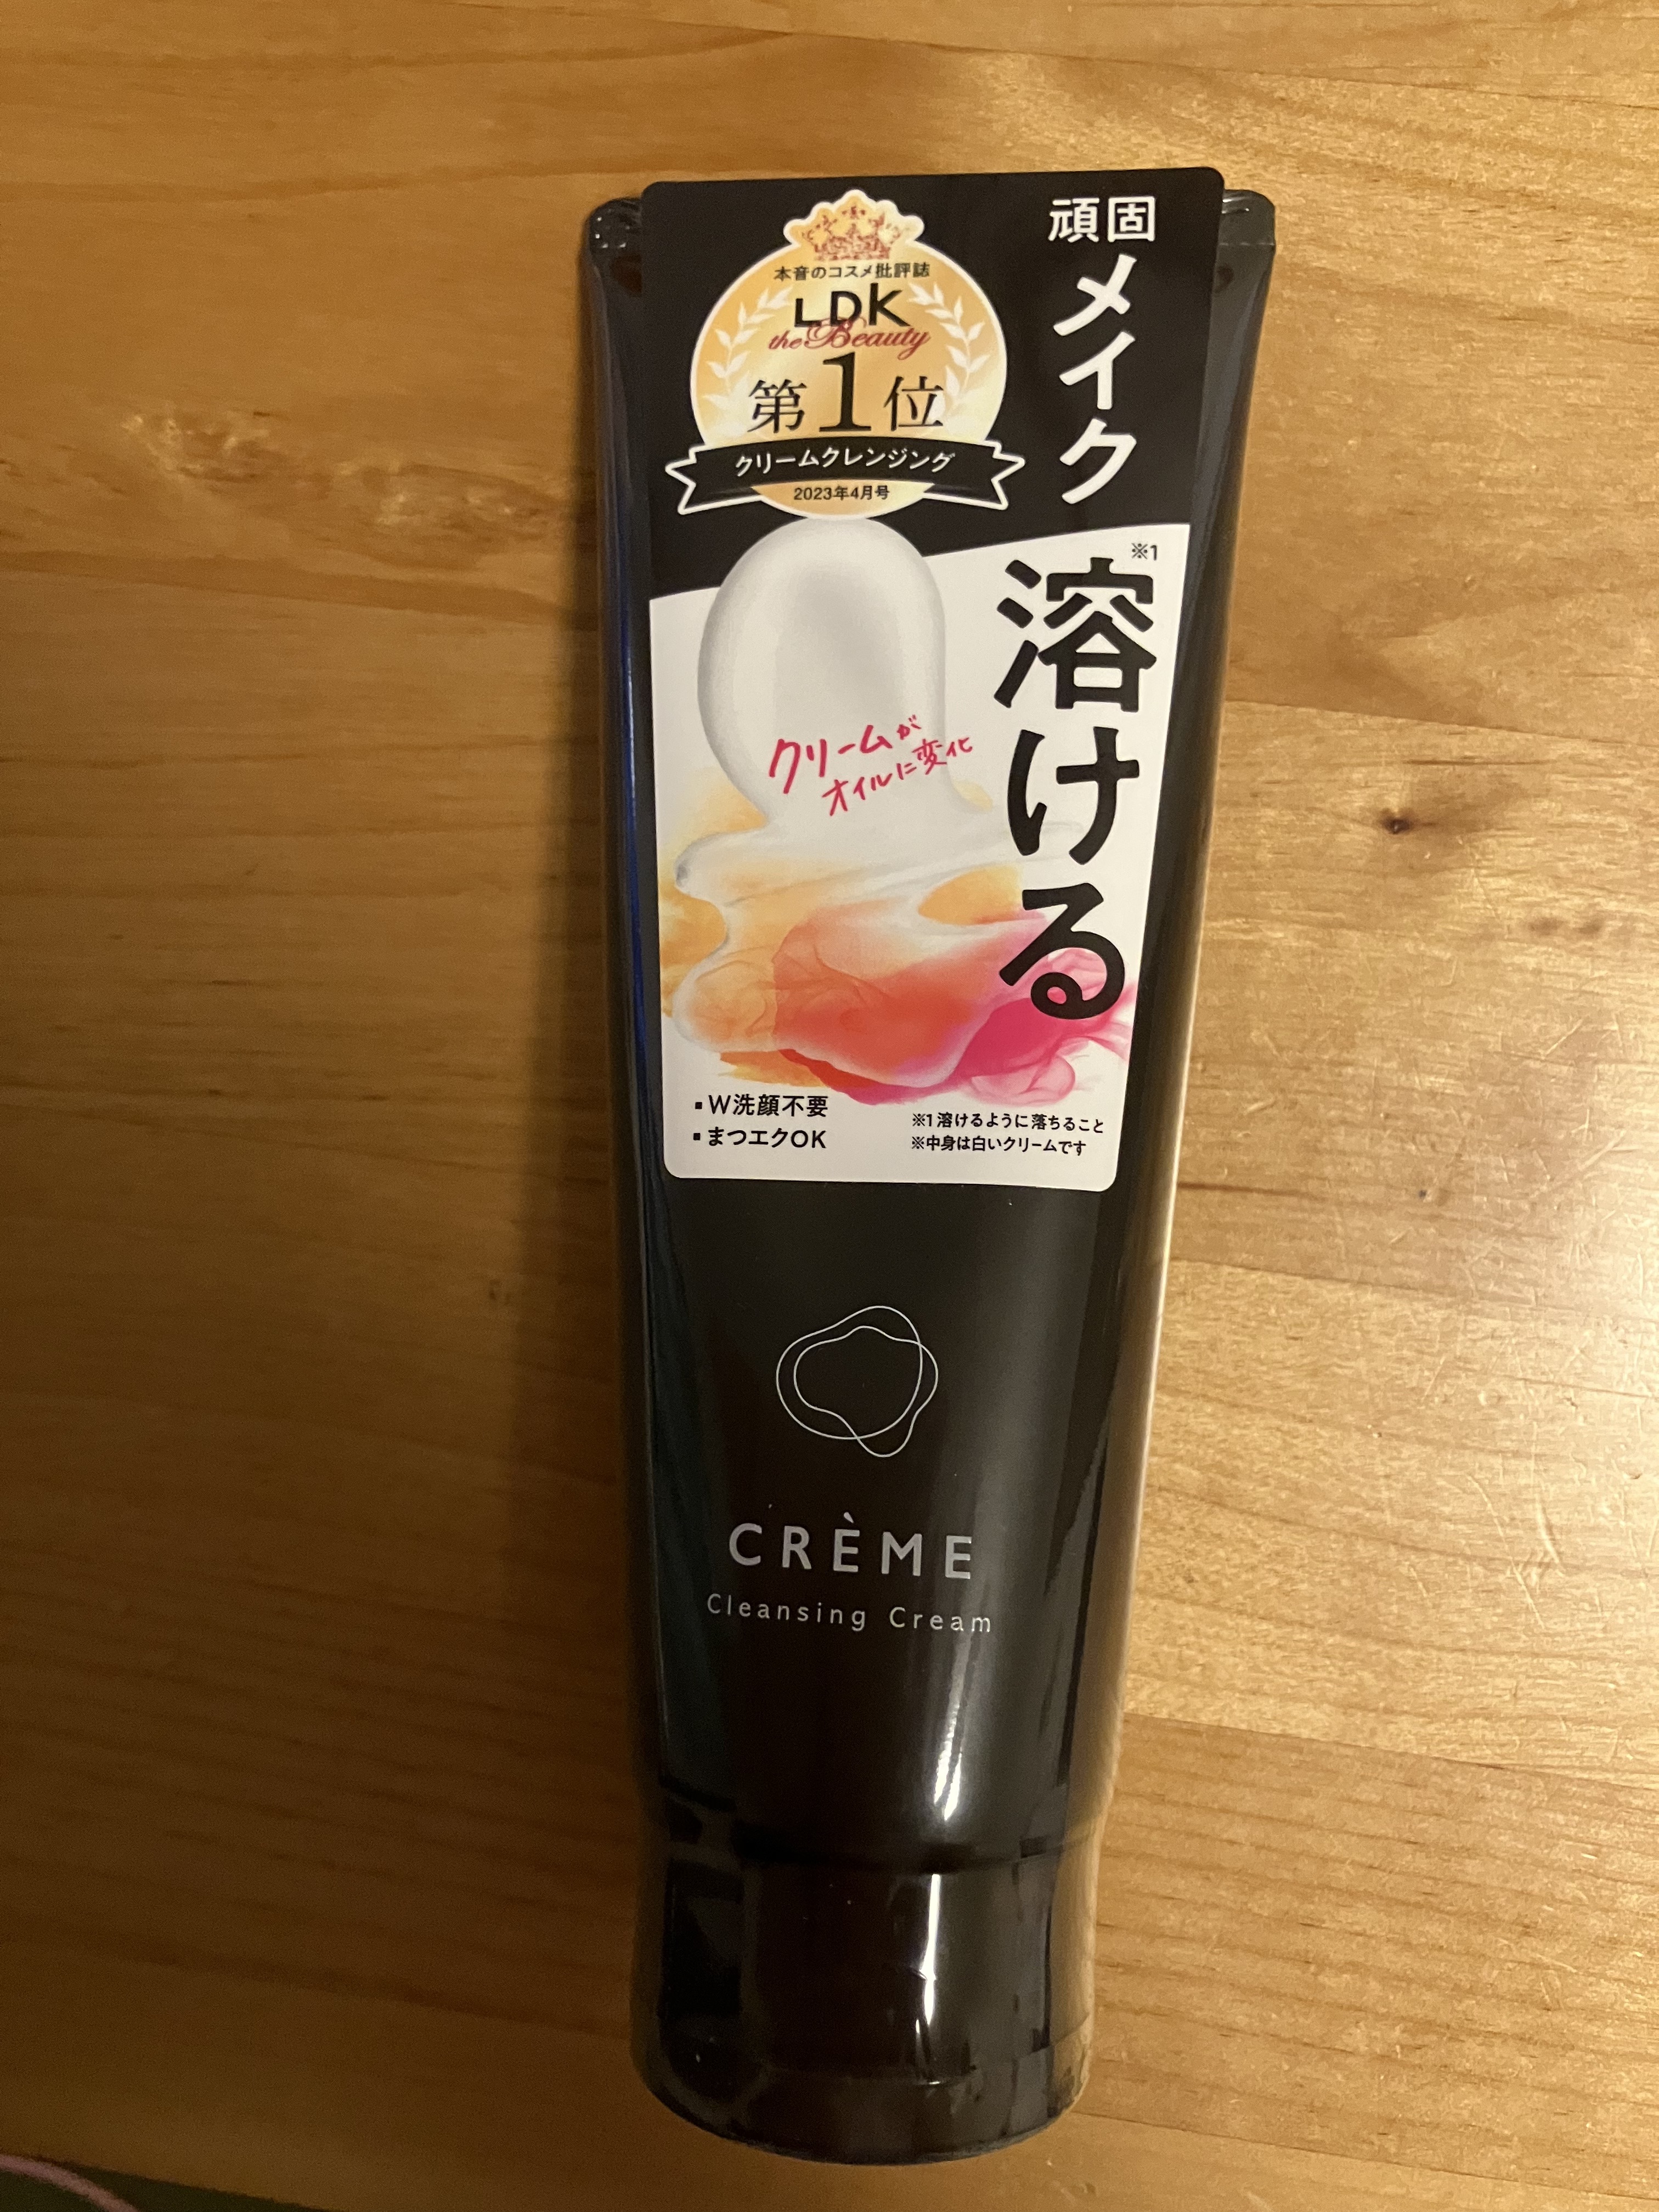 頑固
メイク
溶ける
※1
本音のコスメ批評誌
LDK
the Beauty
第1位
クリームクレンジング
2023年4月号
クリームが
オイルに変化
▪W洗顔不要
▪まつエクOK
※1 溶けるように落ちること
※中身は白いクリームです
CRÈME
Cleansing Cream